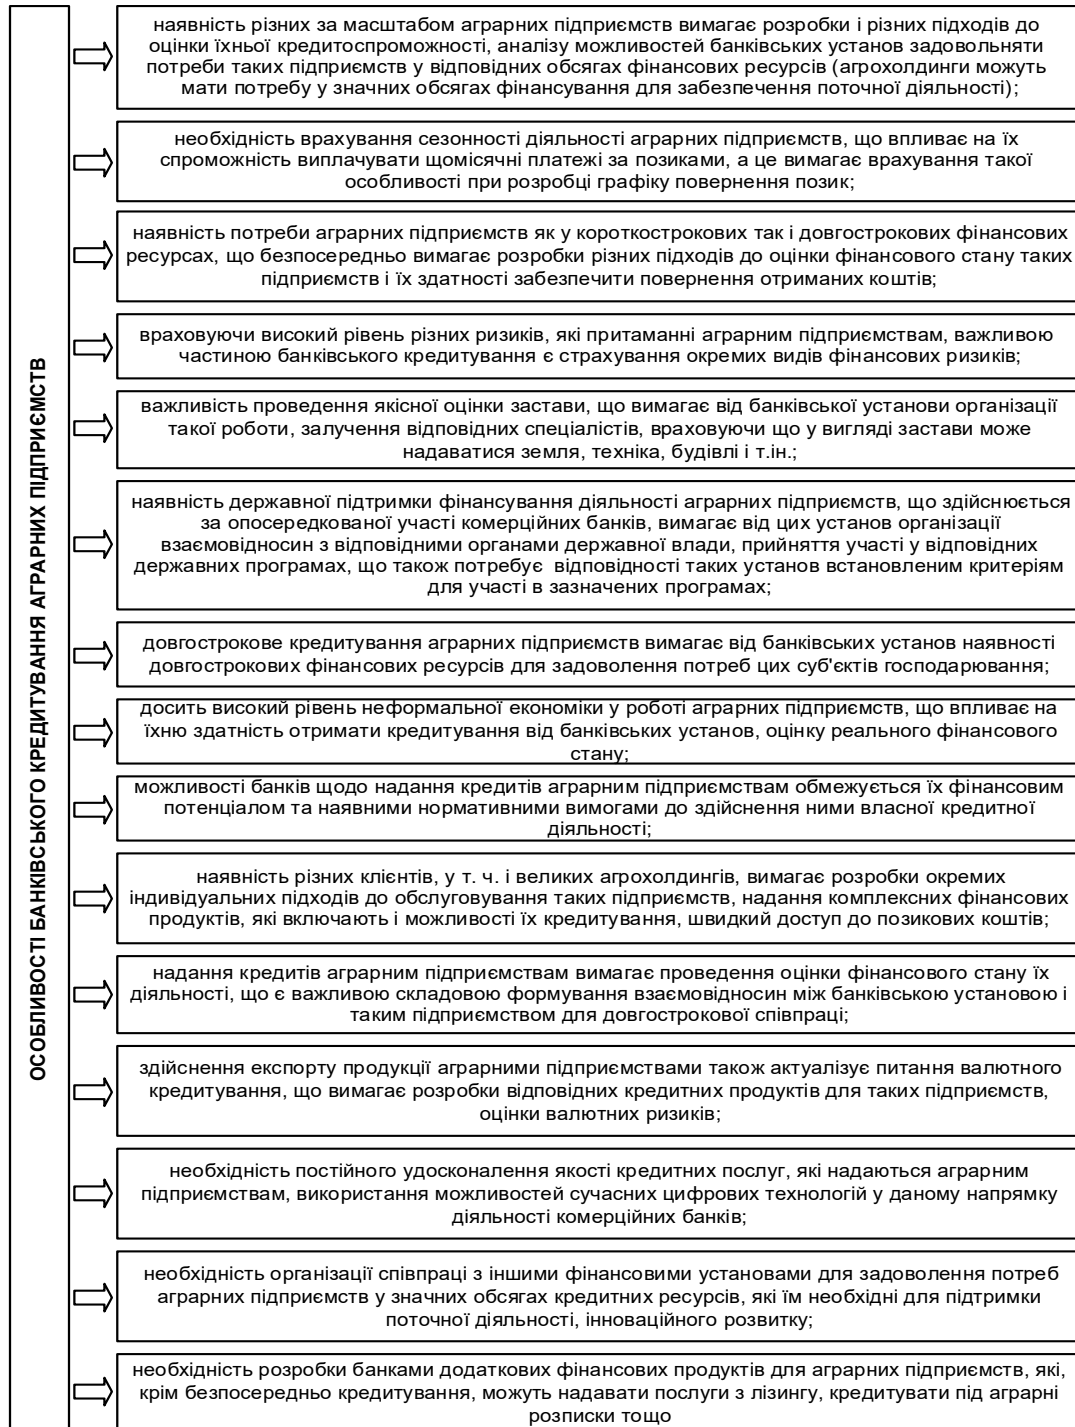 ОСОБЛИВОСТІ БАНКІВСЬКОГО КРЕДИТУВАННЯ АГРАРНИХ ПІДПРИЄМСТВ
наявність різних за масштабом аграрних підприємств вимагає розробки і різних підходів до
оцінки їхньої кредитоспроможності, аналізу можливостей банківських установ задовольняти
потреби таких підприємств у відповідних обсягах фінансових ресурсів (агрохолдинги можуть
мати потребу у значних обсягах фінансування для забезпечення поточної діяльності);
необхідність врахування сезонності діяльності аграрних підприємств, що впливає на їх
спроможність виплачувати щомісячні платежі за позиками, а це вимагає врахування такої
особливості при розробці графіку повернення позик;
наявність потреби аграрних підприємств як у короткострокових так і довгострокових фінансових
ресурсах, що безпосередньо вимагає розробки різних підходів до оцінки фінансового стану таких
підприємств і їх здатності забезпечити повернення отриманих коштів;
враховуючи високий рівень різних ризиків, які притаманні аграрним підприємствам, важливою
частиною банківського кредитування є страхування окремих видів фінансових ризиків;
важливість проведення якісної оцінки застави, що вимагає від банківської установи організації
такої роботи, залучення відповідних спеціалістів, враховуючи що у вигляді застави може
надаватися земля, техніка, будівлі і т.ін.;
наявність державної підтримки фінансування діяльності аграрних підприємств, що здійснюється
за опосередкованої участі комерційних банків, вимагає від цих установ організації
взаємовідносин з відповідними органами державної влади, прийняття участі у відповідних
державних програмах, що також потребує відповідності таких установ встановленим критеріям
для участі в зазначених програмах;
довгострокове кредитування аграрних підприємств вимагає від банківських установ наявності
довгострокових фінансових ресурсів для задоволення потреб цих суб'єктів господарювання;
досить високий рівень неформальної економіки у роботі аграрних підприємств, що впливає на
їхню здатність отримати кредитування від банківських установ, оцінку реального фінансового
стану;
можливості банків щодо надання кредитів аграрним підприємствам обмежується їх фінансовим
потенціалом та наявними нормативними вимогами до здійснення ними власної кредитної
діяльності;
наявність різних клієнтів, у т. ч. і великих агрохолдингів, вимагає розробки окремих
індивідуальних підходів до обслуговування таких підприємств, надання комплексних фінансових
продуктів, які включають і можливості їх кредитування, швидкий доступ до позикових коштів;
надання кредитів аграрним підприємствам вимагає проведення оцінки фінансового стану їх
діяльності, що є важливою складовою формування взаємовідносин між банківською установою і
таким підприємством для довгострокової співпраці;
здійснення експорту продукції аграрними підприємствами також актуалізує питання валютного
кредитування, що вимагає розробки відповідних кредитних продуктів для таких підприємств,
оцінки валютних ризиків;
необхідність постійного удосконалення якості кредитних послуг, які надаються аграрним
підприємствам, використання можливостей сучасних цифрових технологій у даному напрямку
діяльності комерційних банків;
необхідність організації співпраці з іншими фінансовими установами для задоволення потреб
аграрних підприємств у значних обсягах кредитних ресурсів, які їм необхідні для підтримки
поточної діяльності, інноваційного розвитку;
необхідність розробки банками додаткових фінансових продуктів для аграрних підприємств, які,
крім безпосередньо кредитування, можуть надавати послуги з лізингу, кредитувати під аграрні
розписки тощо